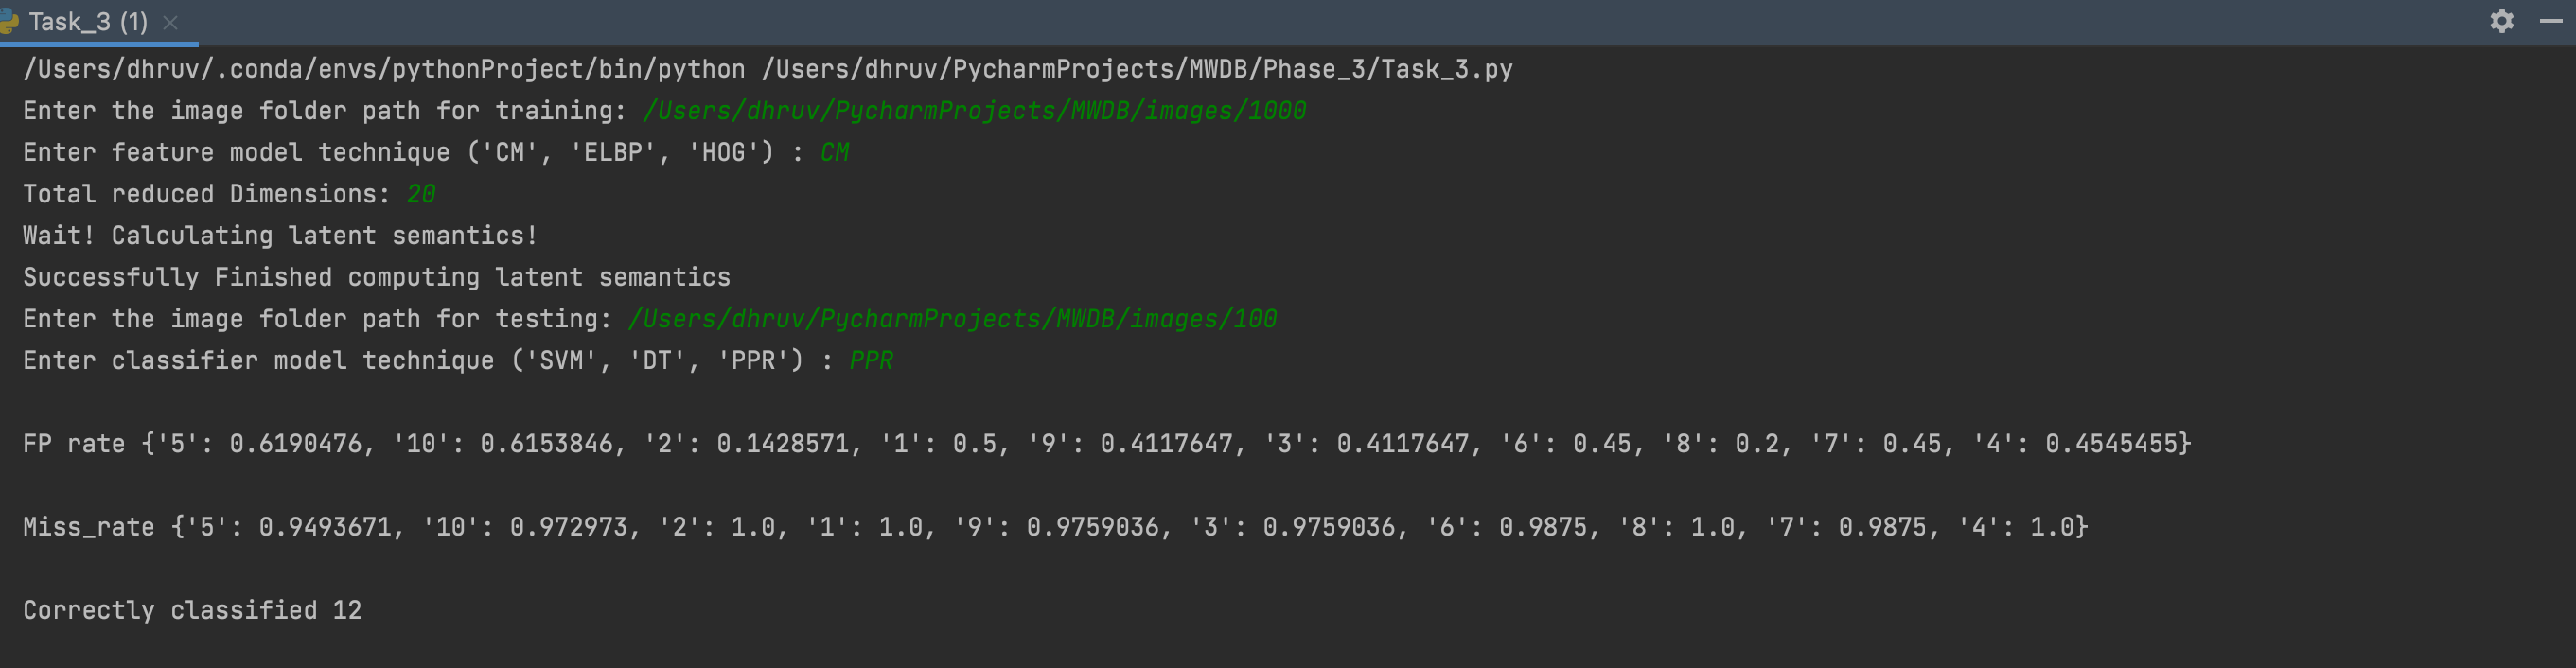 Task_3 (1)
/Users/dhruv/.conda/envs/pythonProject/bin/python /Users/dhruv/PycharmProjects/MWDB/Phase_3/Task_3.py
Enter the image folder path for training: /Users/dhruv/PycharmProjects/MWDB/images/1000
Enter feature model technique ('CM', 'ELBP', 'HOG') : CM
Total reduced Dimensions: 20
Wait! Calculating latent semantics!
Successfully Finished computing latent semantics
Enter the image folder path for testing: /Users/dhruv/PycharmProjects/MWDB/images/100
Enter classifier model technique ('SVM', 'DT', 'PPR') : PPR
FP rate {'5': 0.6190476, '10': 0.6153846, '2': 0.1428571, '1': 0.5, '9': 0.4117647, '3': 0.4117647, '6': 0.45, '8': 0.2, '7': 0.45, '4': 0.4545455}
Miss_rate {'5': 0.9493671, '10': 0.972973, '2': 1.0, '1': 1.0, '9': 0.9759036, '3': 0.9759036, '6': 0.9875, '8': 1.0, '7': 0.9875, '4': 1.0}
Correctly classified 12